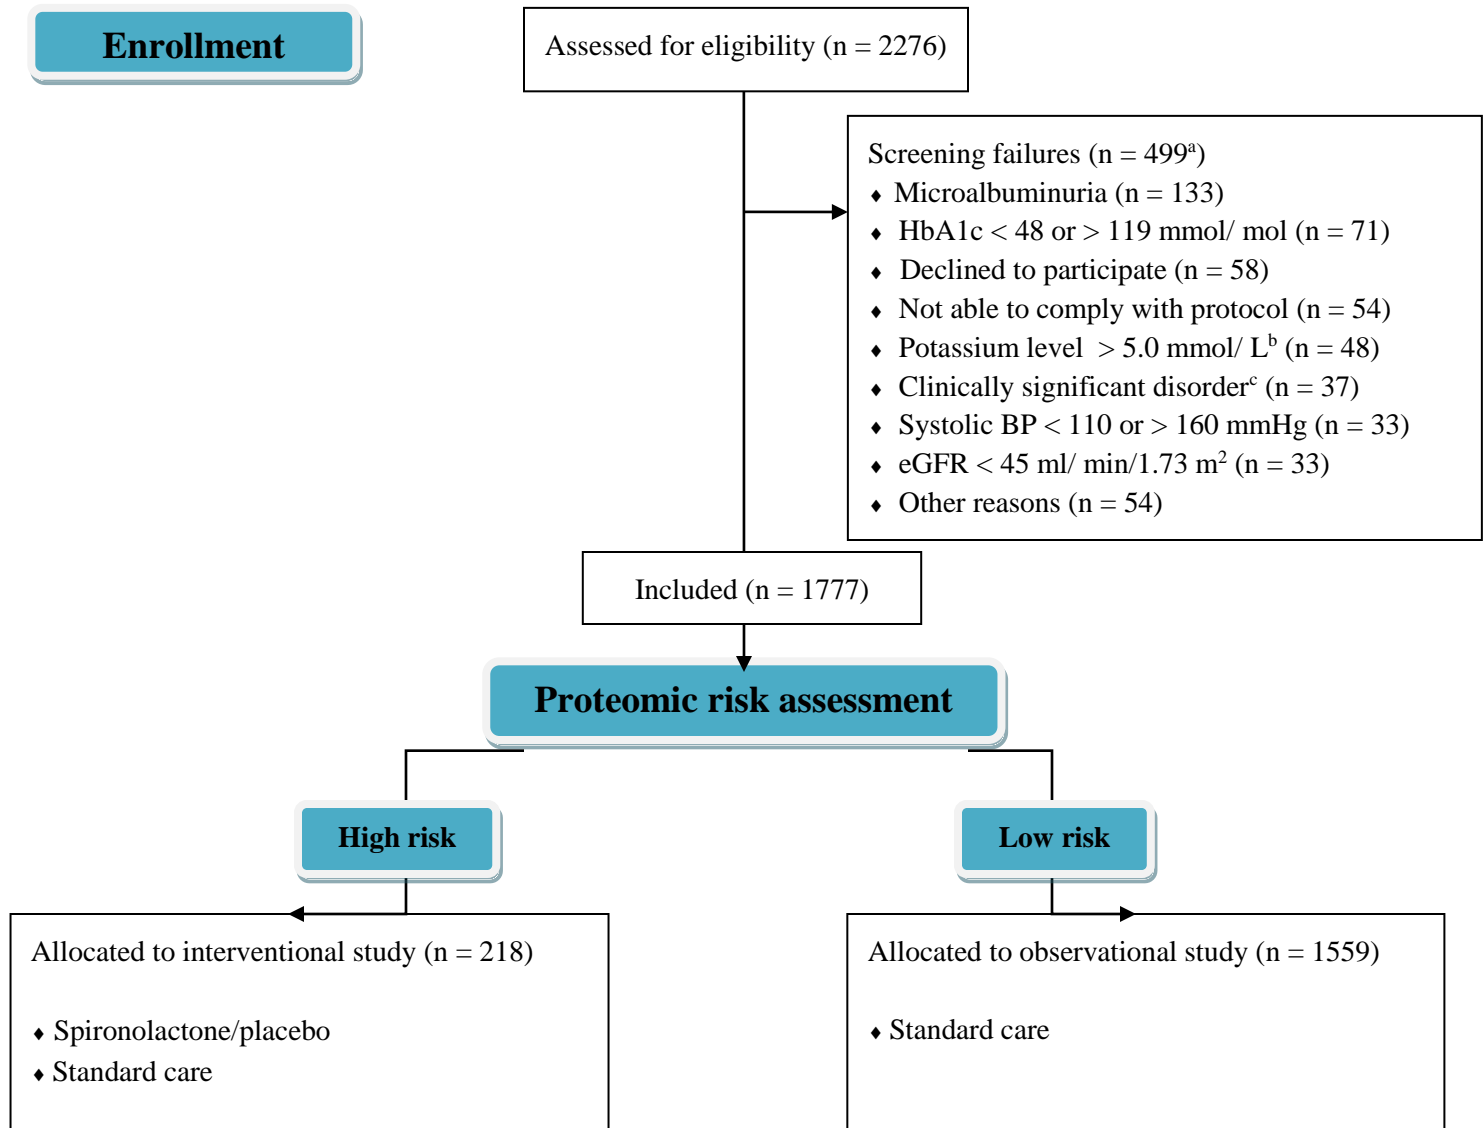 Enrollment
Assessed for eligibility (n = 2276)
Screening failures (n = 499ᵃ)
♦ Microalbuminuria (n = 133)
♦ HbA1c < 48 or > 119 mmol/ mol (n = 71)
♦ Declined to participate (n = 58)
♦ Not able to comply with protocol (n = 54)
♦ Potassium level > 5.0 mmol/ Lᵇ (n = 48)
♦ Clinically significant disorderᶜ (n = 37)
♦ Systolic BP < 110 or > 160 mmHg (n = 33)
♦ eGFR < 45 ml/ min/1.73 m² (n = 33)
♦ Other reasons (n = 54)
Included (n = 1777)
Proteomic risk assessment
High risk
Low risk
Allocated to interventional study (n = 218)
♦ Spironolactone/placebo
♦ Standard care
Allocated to observational study (n = 1559)
♦ Standard care